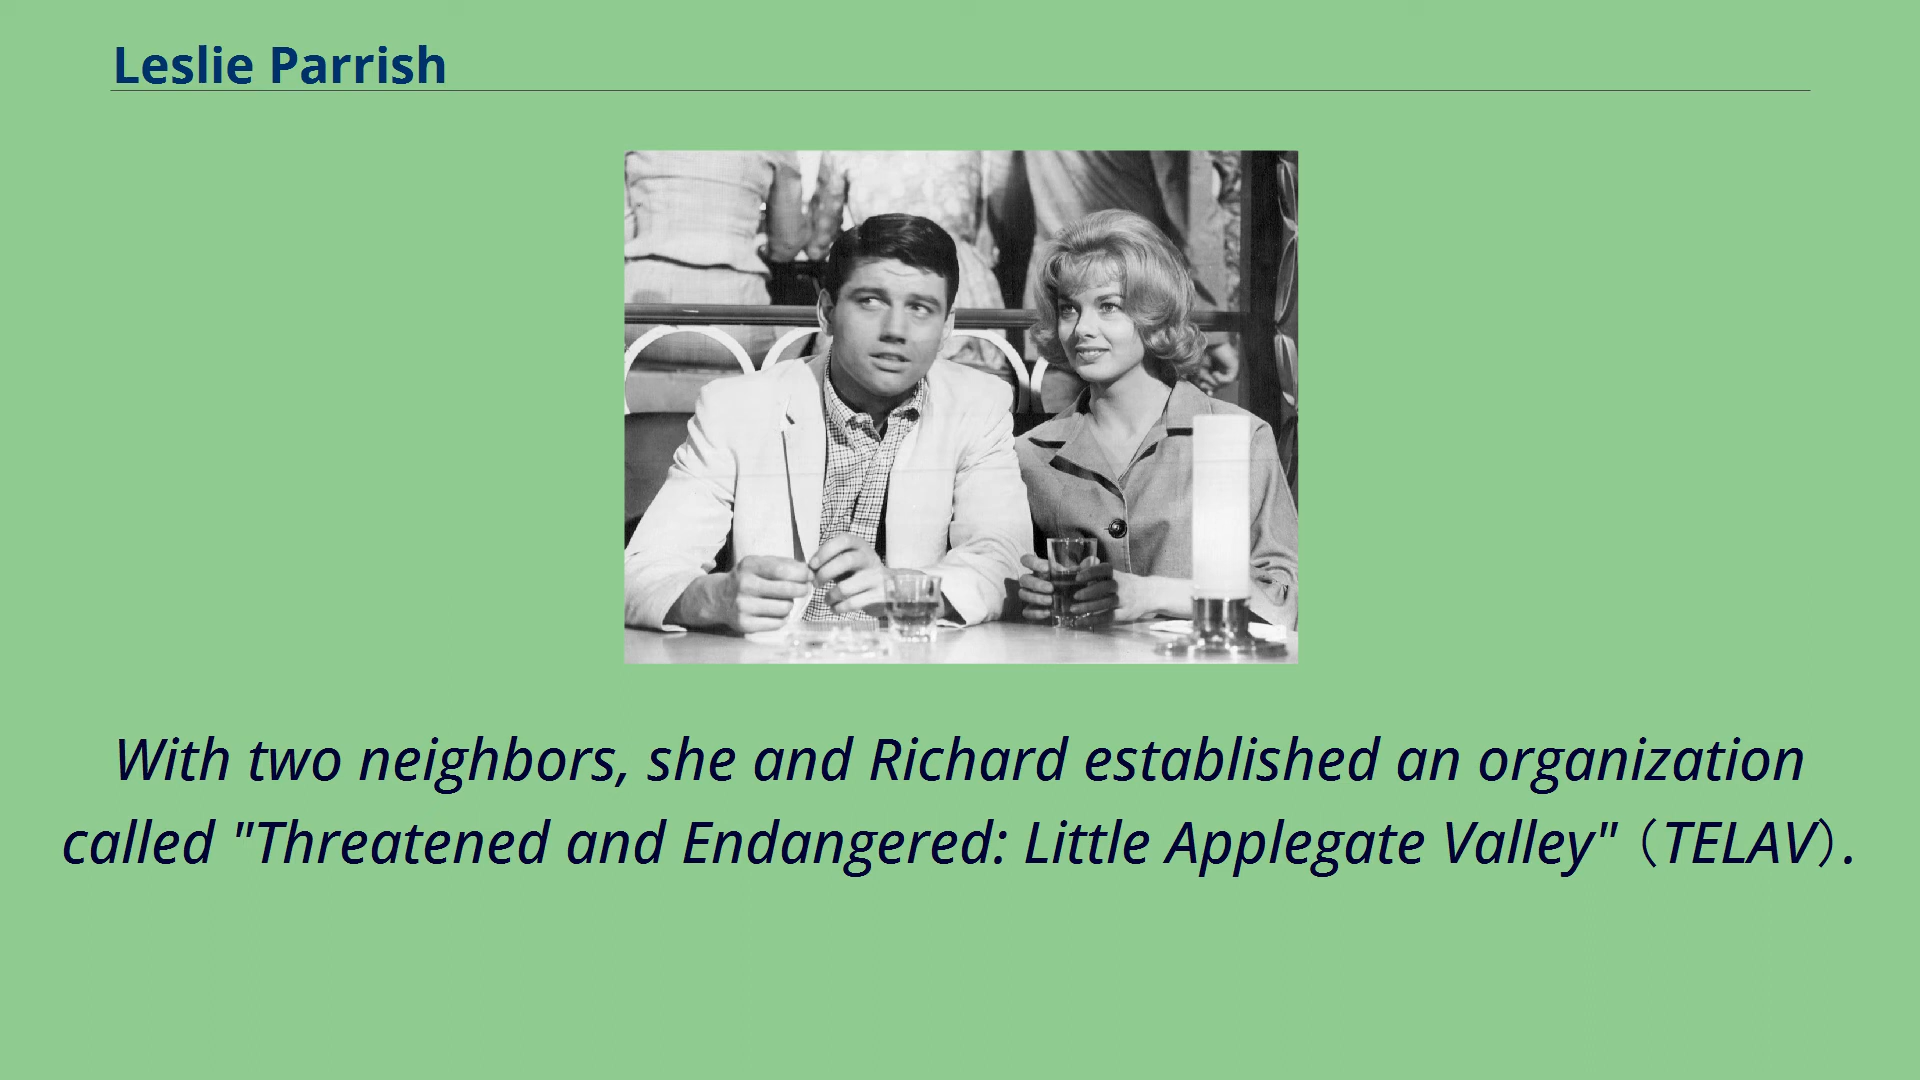 Leslie Parrish
With two neighbors, she and Richard established an organization
called "Threatened and Endangered: Little Applegate Valley"（TELAV）.